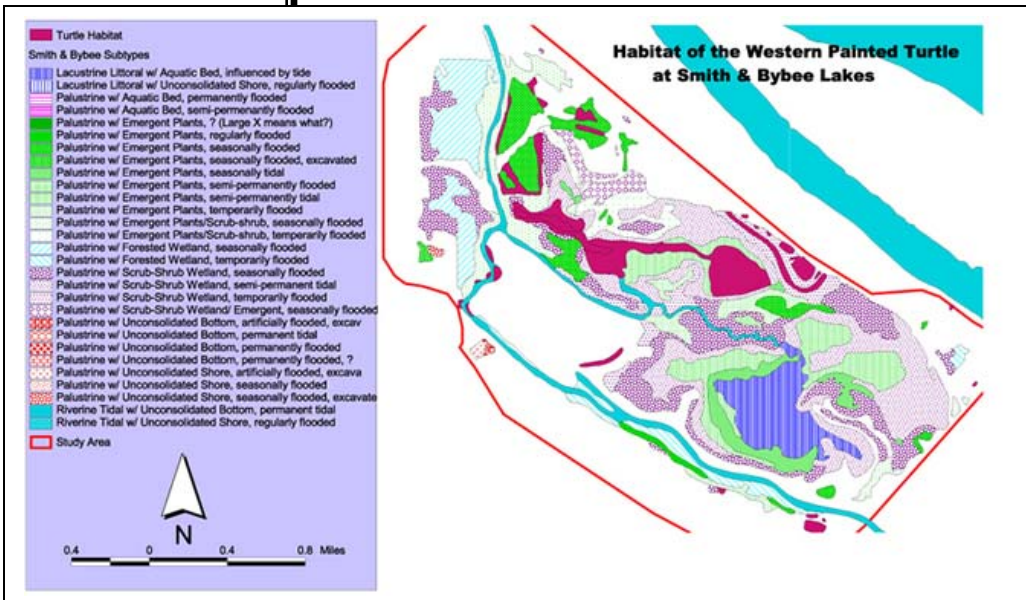 Turtle Habitat
Smith & Bybee Subtypes
Lacustrine Littoral w/ Aquatic Bed, influenced by tide
Lacustrine Littoral w/ Unconsolidated Shore, regularly flooded
Palustrine w/ Aquatic Bed, permanently flooded
Palustrine w/ Aquatic Bed, semi-permenantly flooded
Palustrine w/ Emergent Plants, ? (Large X means what?)
Palustrine w/ Emergent Plants, regularly flooded
Palustrine w/ Emergent Plants, seasonally flooded
Palustrine w/ Emergent Plants, seasonally flooded, excavated
Palustrine w/ Emergent Plants, seasonally tidal
Palustrine w/ Emergent Plants, semi-permanently flooded
Palustrine w/ Emergent Plants, semi-permanently tidal
Palustrine w/ Emergent Plants, temporarily flooded
Palustrine w/ Emergent Plants/Scrub-shrub, seasonally flooded
Palustrine w/ Emergent Plants/Scrub-shrub, temporarily flooded
Palustrine w/ Forested Wetland, seasonally flooded
Palustrine w/ Forested Wetland, temporarily flooded
Palustrine w/ Scrub-Shrub Wetland, seasonally flooded
Palustrine w/ Scrub-Shrub Wetland, semi-permanent tidal
Palustrine w/ Scrub-Shrub Wetland, temporarily flooded
Palustrine w/ Scrub-Shrub Wetland/ Emergent, seasonally flooded
Palustrine w/ Unconsolidated Bottom, artificially flooded, excav
Palustrine w/ Unconsolidated Bottom, permanent tidal
Palustrine w/ Unconsolidated Bottom, permanently flooded
Palustrine w/ Unconsolidated Bottom, permanently flooded, ?
Palustrine w/ Unconsolidated Shore, artificially flooded, excava
Palustrine w/ Unconsolidated Shore, seasonally flooded
Palustrine w/ Unconsolidated Shore, seasonally flooded, excavate
Riverine Tidal w/ Unconsolidated Bottom, permanent tidal
Riverine Tidal w/ Unconsolidated Shore, regularly flooded
Study Area
N
0.4 0 0.4 0.8 Miles
Habitat of the Western Painted Turtle
at Smith & Bybee Lakes